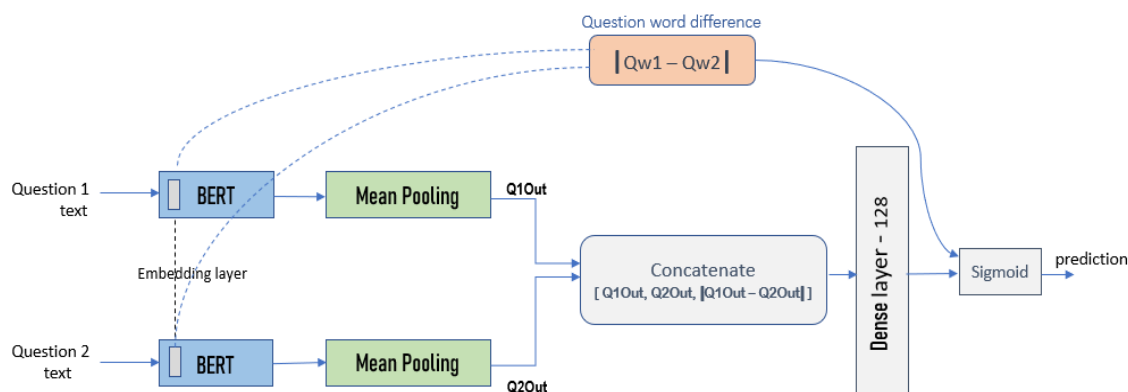 Question word difference
|Qw1 – Qw2|
Question 1
text
BERT
Mean Pooling
Q1Out
Embedding layer
Concatenate
[ Q1Out, Q2Out, |Q1Out – Q2Out| ]
Dense layer - 128
Sigmoid
prediction
Question 2
text
BERT
Mean Pooling
Q2Out